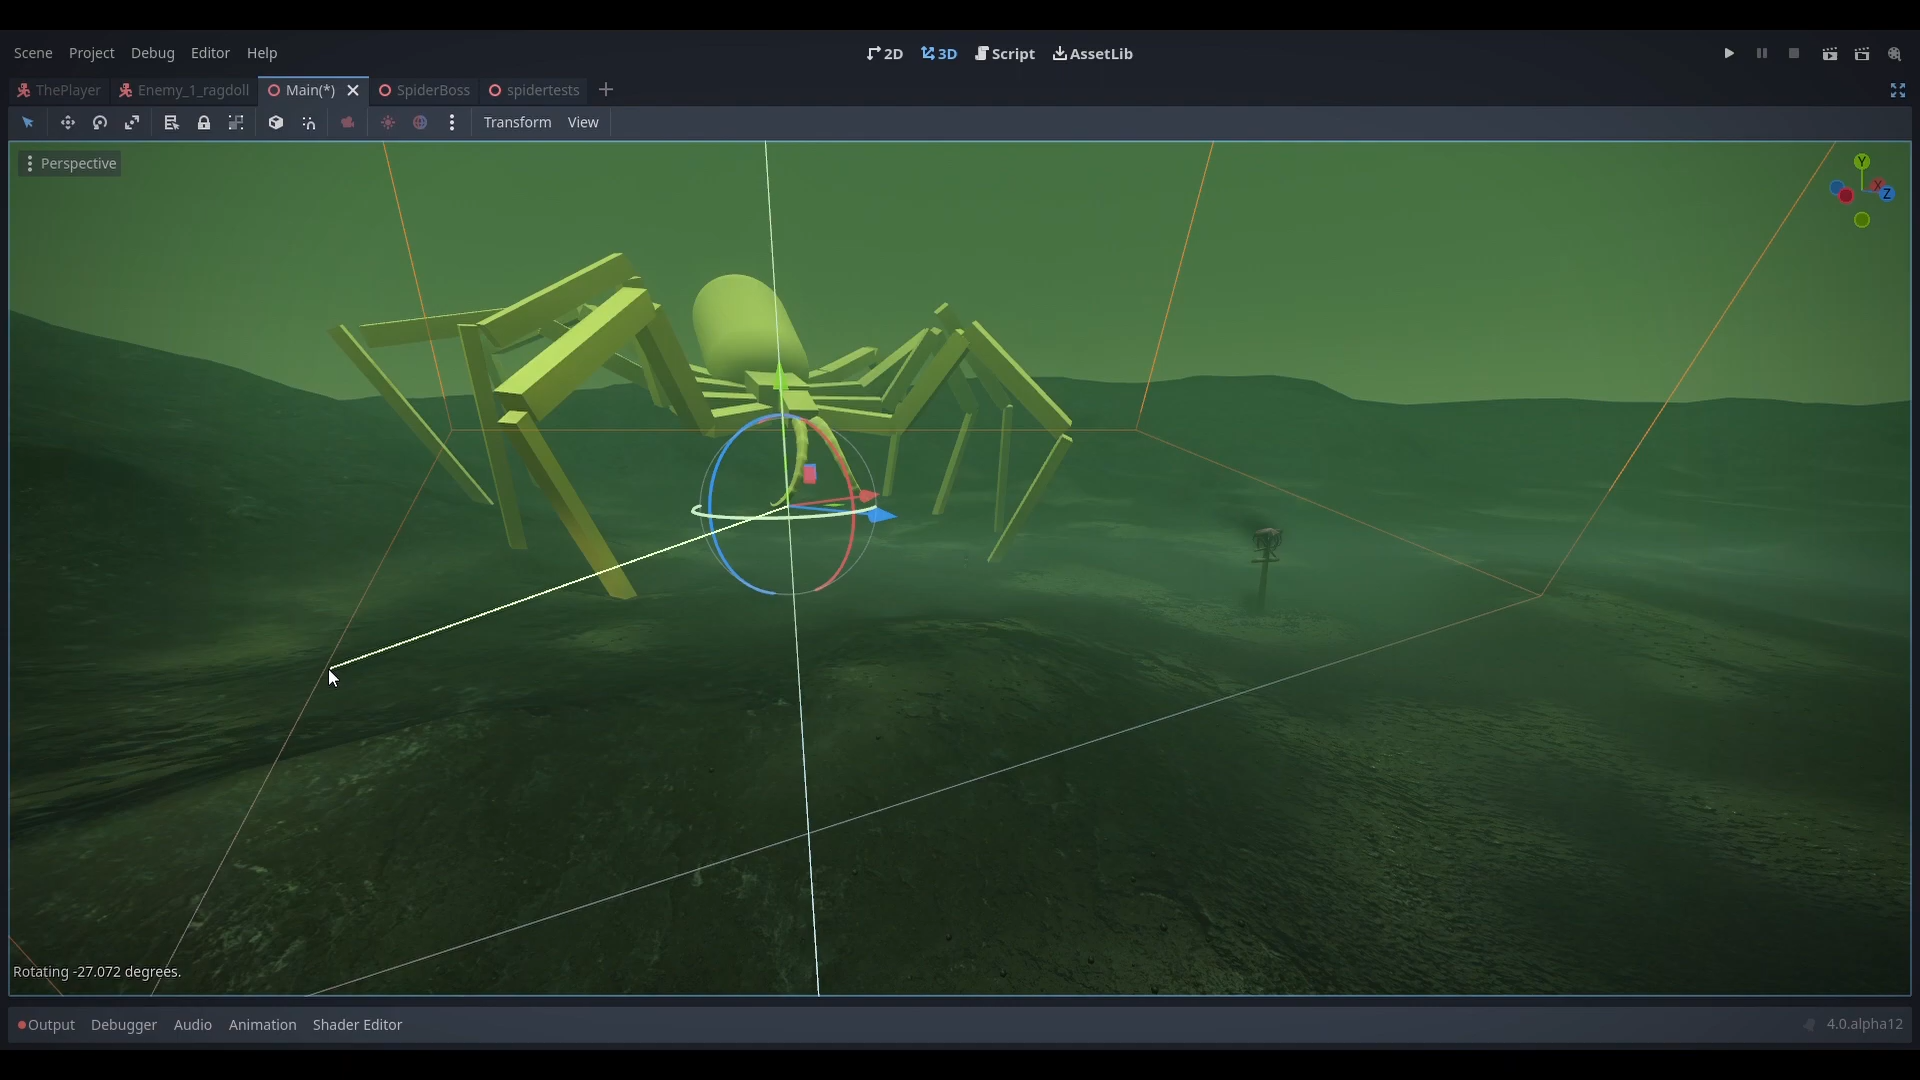 Scene Project Debug Editor Help 2D 3D Script AssetLib
ThePlayer Enemy_1_ragdoll Main(*) SpiderBoss spidertests
Transform View
Perspective
Y
X
Z
Rotating -27.072 degrees.
Output Debugger Audio Animation Shader Editor 4.0.alpha12